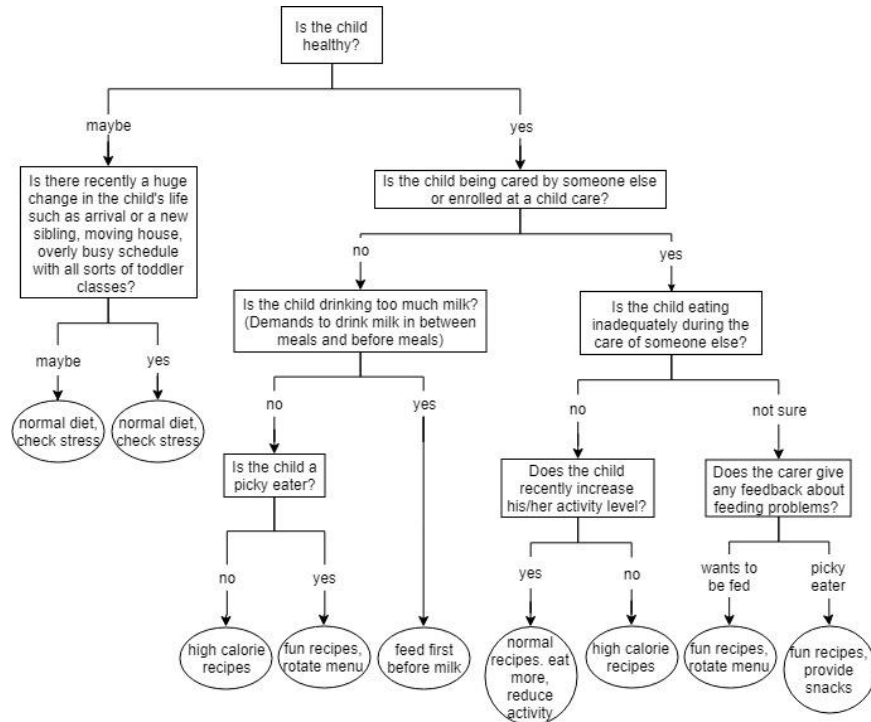 Is the child
healthy?
maybe
yes
Is there recently a huge
change in the child's life
such as arrival or a new
sibling, moving house,
overly busy schedule
with all sorts of toddler
classes?
Is the child being cared by someone else
or enrolled at a child care?
no
yes
Is the child drinking too much milk?
(Demands to drink milk in between
meals and before meals)
Is the child eating
inadequately during the
care of someone else?
maybe
yes
normal diet,
check stress
normal diet,
check stress
no
yes
no
not sure
Is the child a
picky eater?
Does the child
recently increase
his/her activity level?
Does the carer give
any feedback about
feeding problems?
no
yes
yes
no
wants to
be fed
picky
eater
high calorie
recipes
fun recipes,
rotate menu
feed first
before milk
normal
recipes. eat
more,
reduce
activity
high calorie
recipes
fun recipes,
rotate menu
fun recipes,
provide
snacks